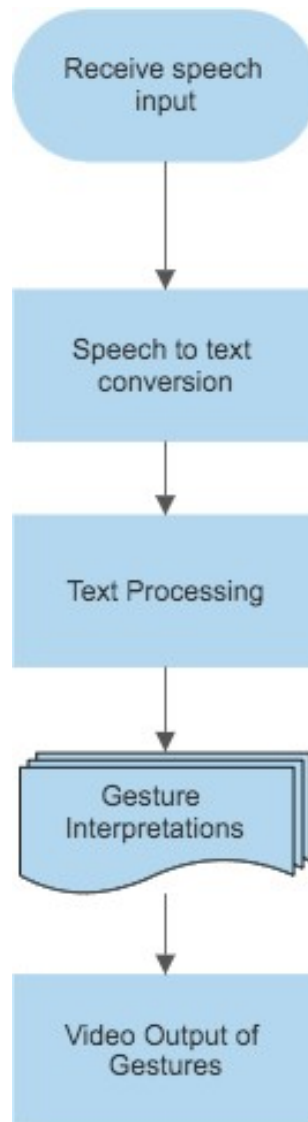 Receive speech
input
Speech to text
conversion
Text Processing
Gesture
Interpretations
Video Output of
Gestures